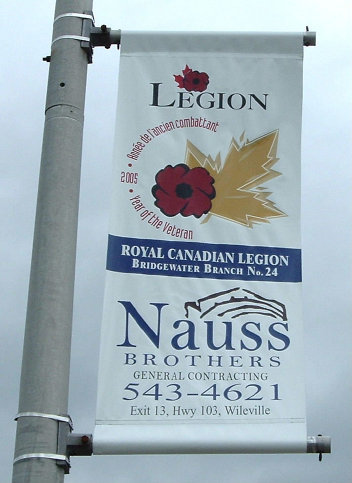 LEGION
Année de l'ancien combattant
2005
Year of the Veteran
ROYAL CANADIAN LEGION
BRIDGEWATER BRANCH NO. 24
Nauss
BROTHERS
GENERAL CONTRACTING
543-4621
Exit 13, Hwy 103, Wileville